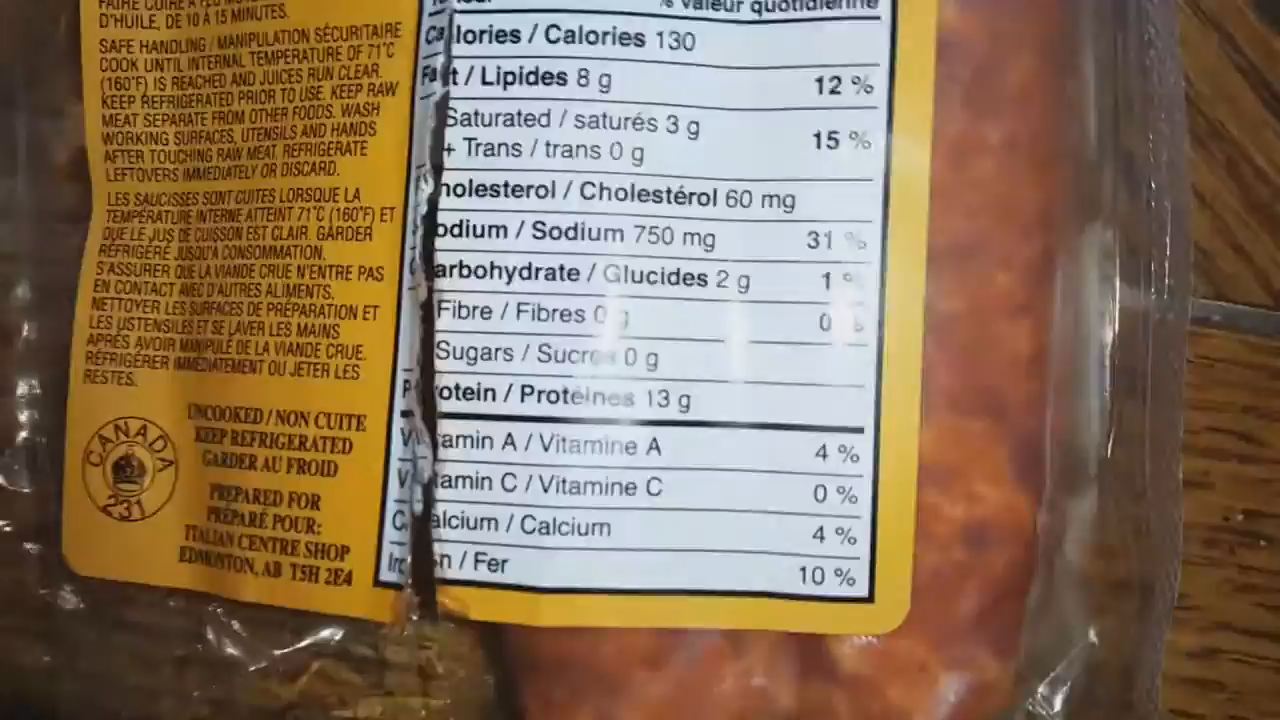 D'HUILE, DE 10 À 15 MINUTES.
SAFE HANDLING / MANIPULATION SÉCURITAIRE
COOK UNTIL INTERNAL TEMPERATURE OF 71°C
(160°F) IS REACHED AND JUICES RUN CLEAR.
KEEP REFRIGERATED PRIOR TO USE. KEEP RAW
MEAT SEPARATE FROM OTHER FOODS. WASH
WORKING SURFACES, UTENSILS AND HANDS
AFTER TOUCHING RAW MEAT. REFRIGERATE
LEFTOVERS IMMEDIATELY OR DISCARD.
LES SAUCISSES SONT CUITES LORSQUE LA
TEMPÉRATURE INTERNE ATTEINT 71°C (160°F) ET
QUE LE JUS DE CUISSON EST CLAIR. GARDER
RÉFRIGÉRÉ JUSQU'À CONSOMMATION.
S'ASSURER QUE LA VIANDE CRUE N'ENTRE PAS
EN CONTACT AVEC D'AUTRES ALIMENTS.
NETTOYER LES SURFACES DE PRÉPARATION ET
LES USTENSILES ET SE LAVER LES MAINS
APRÈS AVOIR MANIPULÉ DE LA VIANDE CRUE.
RÉFRIGÉRER IMMÉDIATEMENT OU JETER LES
RESTES.
CANADA
231
UNCOOKED / NON CUITE
KEEP REFRIGERATED
GARDER AU FROID
PREPARED FOR
PRÉPARÉ POUR:
ITALIAN CENTRE SHOP
EDMONTON, AB T5H 2E4
% valeur quotidienne
Calories / Calories 130
Fat / Lipides 8 g 12 %
Saturated / saturés 3 g
+ Trans / trans 0 g 15 %
holesterol / Cholestérol 60 mg
odium / Sodium 750 mg 31 %
Carbohydrate / Glucides 2 g 1 %
Fibre / Fibres 0 g 0 %
Sugars / Sucres 0 g
Protein / Protéines 13 g
Vitamin A / Vitamine A 4 %
Vitamin C / Vitamine C 0 %
Calcium / Calcium 4 %
Iron / Fer 10 %